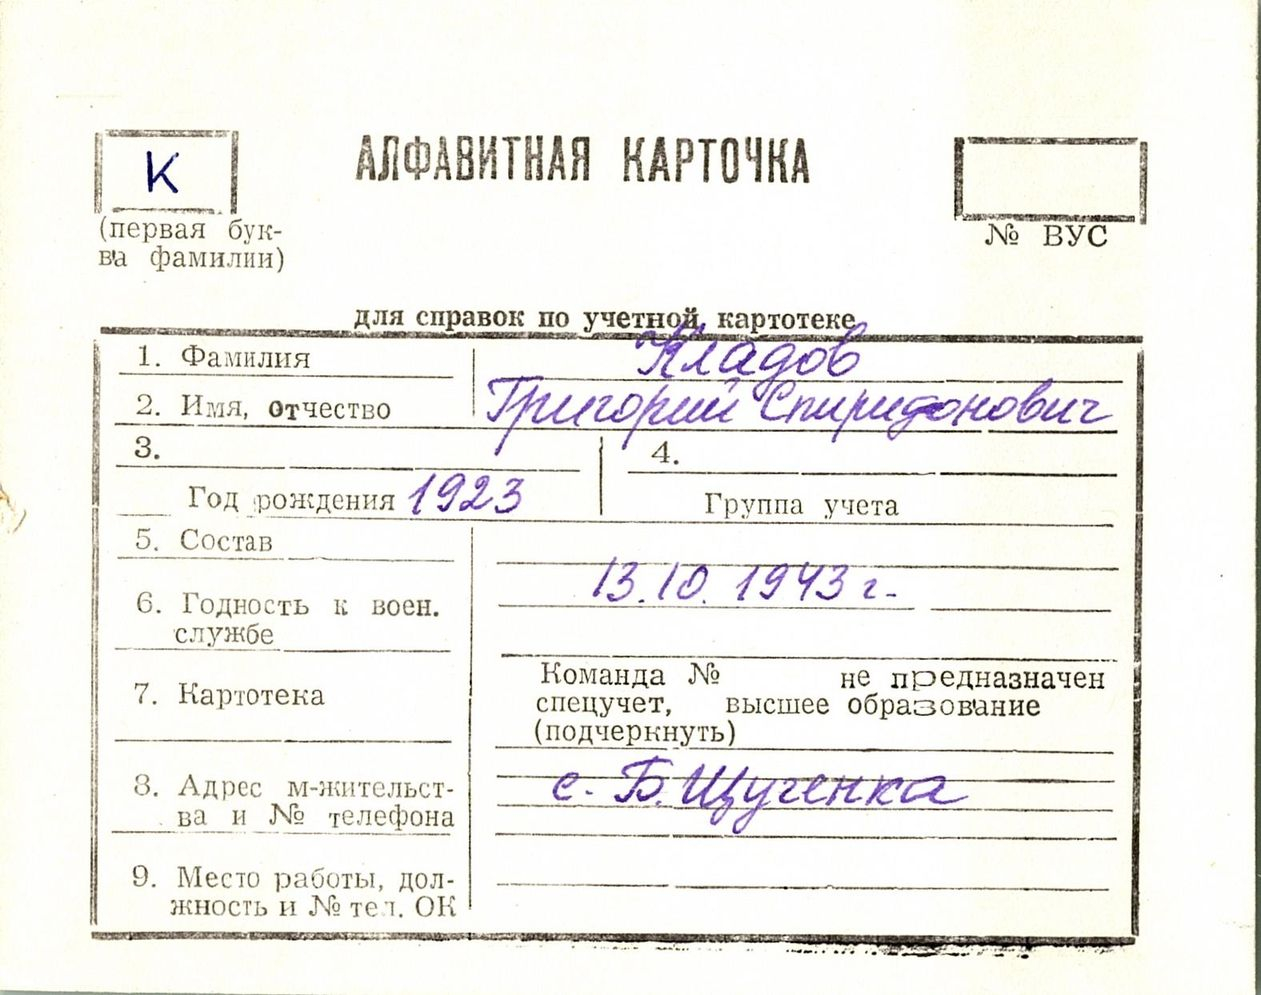 К
АЛФАВИТНАЯ КАРТОЧКА
(первая бук-
ва фамилии)
№ ВУС
для справок по учетной картотеке
1. Фамилия Кладов
2. Имя, отчество Григорий Спиридонович
3. 4.
Год рождения 1923 Группа учета
5. Состав
13.10.1943 г.
6. Годность к воен.
службе
7. Картотека
Команда № не предназначен
спецучет, высшее образование
(подчеркнуть)
8. Адрес м-жительст-
ва и № телефона
с. Б. Щученка
9. Место работы, дол-
жность и № тел. ОК